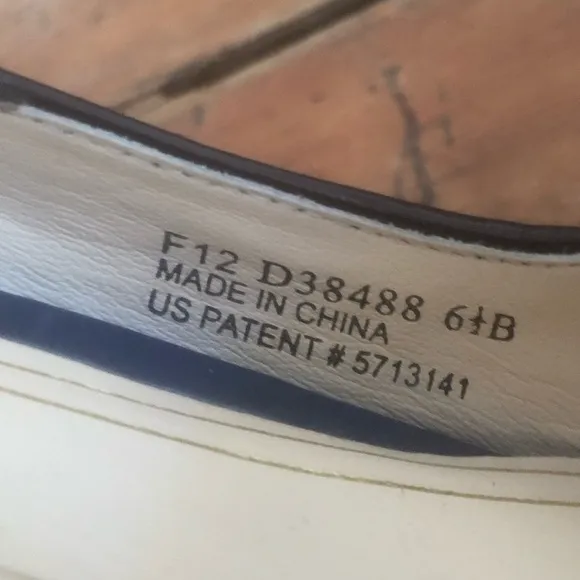 F12 D38488 6½B
MADE IN CHINA
US PATENT # 5713141